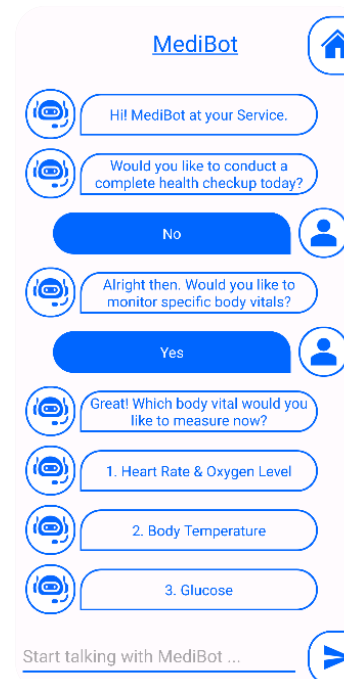 MediBot
Hi! MediBot at your Service.
Would you like to conduct a
complete health checkup today?
No
Alright then. Would you like to
monitor specific body vitals?
Yes
Great! Which body vital would you
like to measure now?
1. Heart Rate & Oxygen Level
2. Body Temperature
3. Glucose
Start talking with MediBot ...